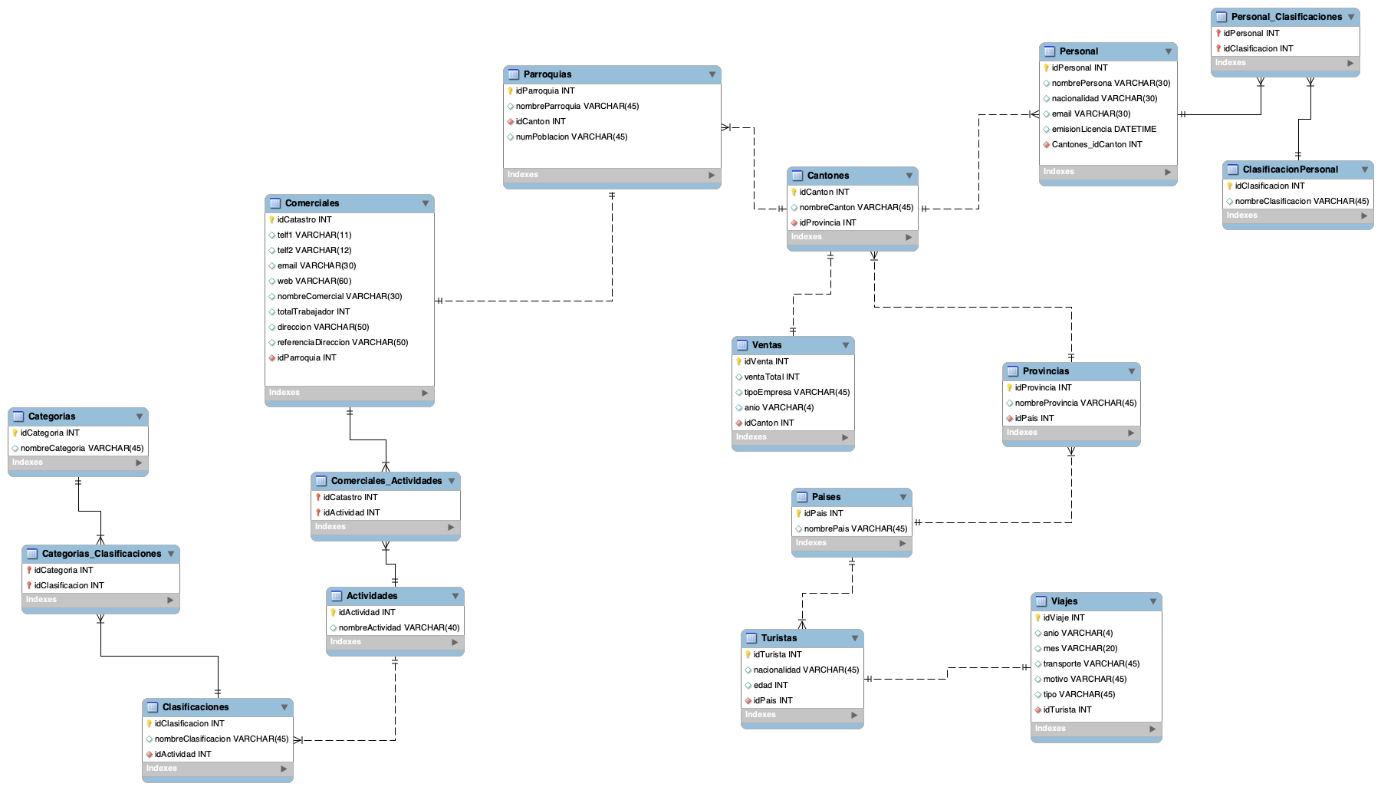 Personal_Clasificaciones
idPersonal INT
idClasificacion INT
Indexes
Personal
idPersonal INT
nombrePersona VARCHAR(30)
nacionalidad VARCHAR(30)
email VARCHAR(30)
emisionLicencia DATETIME
Cantones_idCanton INT
Indexes
Parroquias
idParroquia INT
nombreParroquia VARCHAR(45)
idCanton INT
numPoblacion VARCHAR(45)
Indexes
ClasificacionPersonal
idClasificacion INT
nombreClasificacion VARCHAR(45)
Indexes
Cantones
idCanton INT
nombreCanton VARCHAR(45)
idProvincia INT
Indexes
Comerciales
idCatastro INT
telf1 VARCHAR(11)
telf2 VARCHAR(12)
email VARCHAR(30)
web VARCHAR(60)
nombreComercial VARCHAR(30)
totalTrabajador INT
direccion VARCHAR(50)
referenciaDireccion VARCHAR(50)
idParroquia INT
Indexes
Ventas
idVenta INT
ventaTotal INT
tipoEmpresa VARCHAR(45)
anio VARCHAR(4)
idCanton INT
Indexes
Provincias
idProvincia INT
nombreProvincia VARCHAR(45)
idPais INT
Indexes
Categorias
idCategoria INT
nombreCategoria VARCHAR(45)
Indexes
Comerciales_Actividades
idCatastro INT
idActividad INT
Indexes
Paises
idPais INT
nombrePais VARCHAR(45)
Indexes
Categorias_Clasificaciones
idCategoria INT
idClasificacion INT
Indexes
Actividades
idActividad INT
nombreActividad VARCHAR(40)
Indexes
Viajes
idViaje INT
anio VARCHAR(4)
mes VARCHAR(20)
transporte VARCHAR(45)
motivo VARCHAR(45)
tipo VARCHAR(45)
idTurista INT
Indexes
Turistas
idTurista INT
nacionalidad VARCHAR(45)
edad INT
idPais INT
Indexes
Clasificaciones
idClasificacion INT
nombreClasificacion VARCHAR(45)
idActividad INT
Indexes